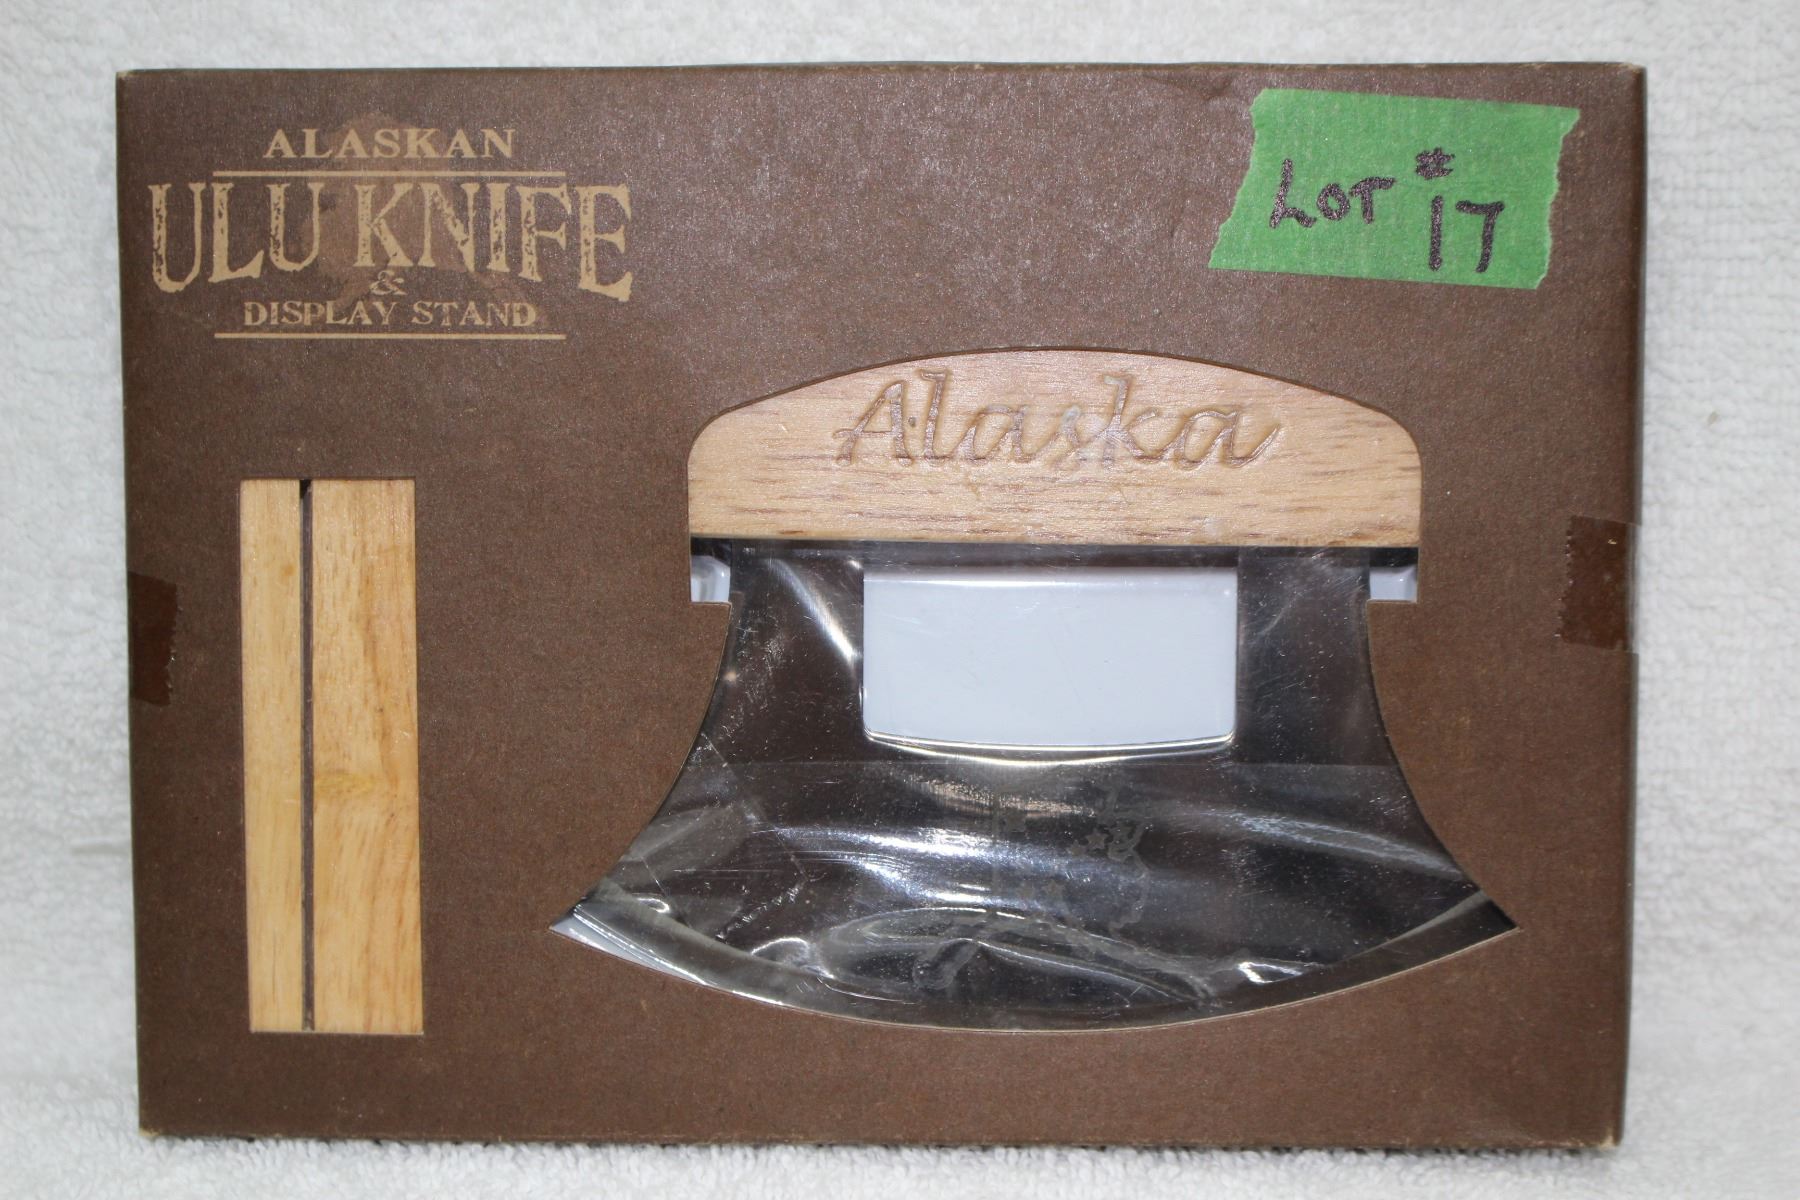 ALASKAN
ULU KNIFE
&
DISPLAY STAND
LOT #17
Alaska